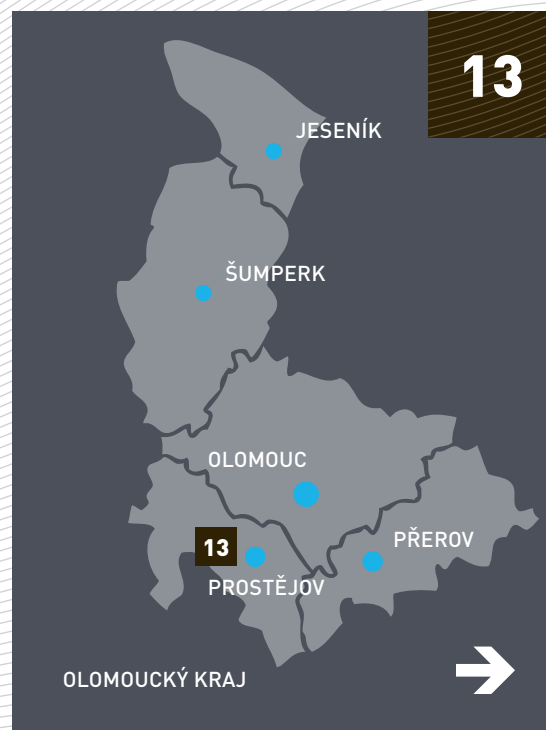 13
JESENÍK
ŠUMPERK
OLOMOUC
13
PŘEROV
PROSTĚJOV
OLOMOUCKÝ KRAJ